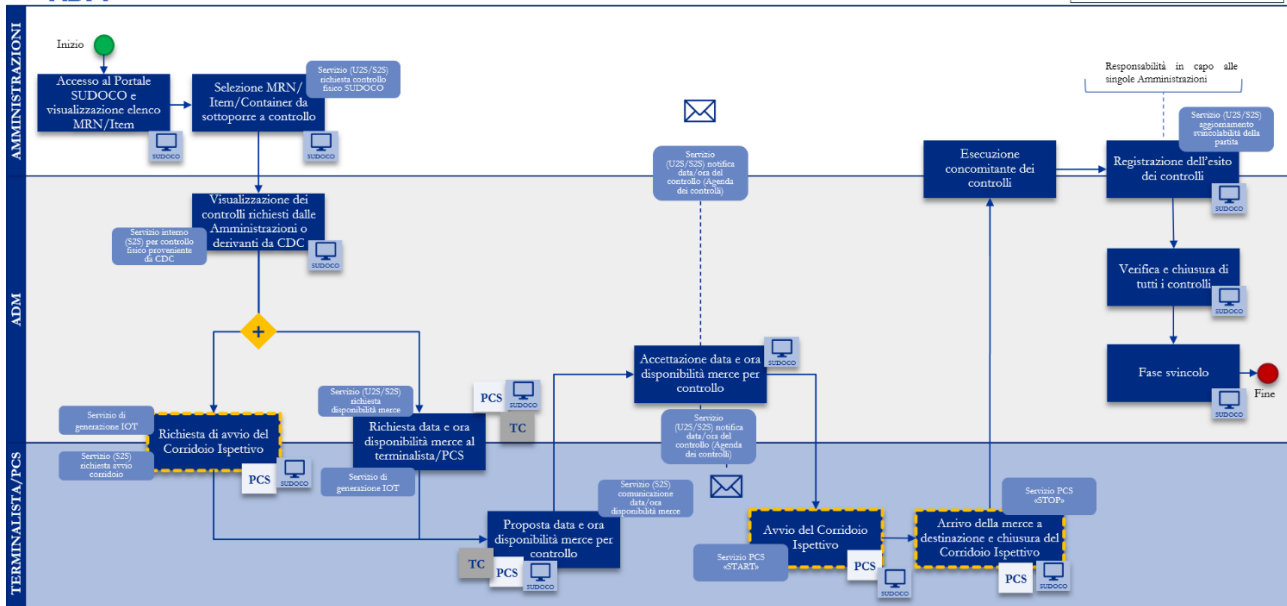 AMMINISTRAZIONI
Inizio
Accesso al Portale
SUDOCO e
visualizzazione elenco
MRN/Item
SUDOCO
Selezione MRN/
Item/Container da
sottoporre a controllo
SUDOCO
Servizio (U2S/S2S)
richiesta controllo
fisico SUDOCO
Servizio
(U2S/S2S) notifica
data/ora del
controllo (Agenda
dei controlli)
Esecuzione
concomitante dei
controlli
Responsabilità in capo alle
singole Amministrazioni
Servizio (U2S/S2S)
aggiornamento
svincolabilità della
partita
Registrazione dell'esito
dei controlli
SUDOCO
ADM
Visualizzazione dei
controlli richiesti dalle
Amministrazioni o
derivanti da CDC
SUDOCO
Servizio interno
(S2S) per controllo
fisico proveniente
da CDC
+
Verifica e chiusura di
tutti i controlli
SUDOCO
Accettazione data e ora
disponibilità merce per
controllo
SUDOCO
Fase svincolo
SUDOCO
Fine
Servizio di
generazione IOT
Richiesta di avvio del
Corridoio Ispettivo
Servizio (S2S)
richiesta avvio
corridoio
PCS
SUDOCO
Servizio (U2S/S2S)
richiesta
disponibilità merce
PCS
SUDOCO
TC
Richiesta data e ora
disponibilità merce al
terminalista/PCS
Servizio di
generazione IOT
Servizio
(U2S/S2S) notifica
data/ora del
controllo (Agenda
dei controlli)
TERMINALISTA/PCS
Servizio (S2S)
comunicazione
data/ora
disponibilità merce
Proposta data e ora
disponibilità merce per
controllo
TC
PCS
SUDOCO
Avvio del Corridoio
Ispettivo
Servizio PCS
«START»
PCS
SUDOCO
Servizio PCS
«STOP»
Arrivo della merce a
destinazione e chiusura del
Corridoio Ispettivo
PCS
SUDOCO